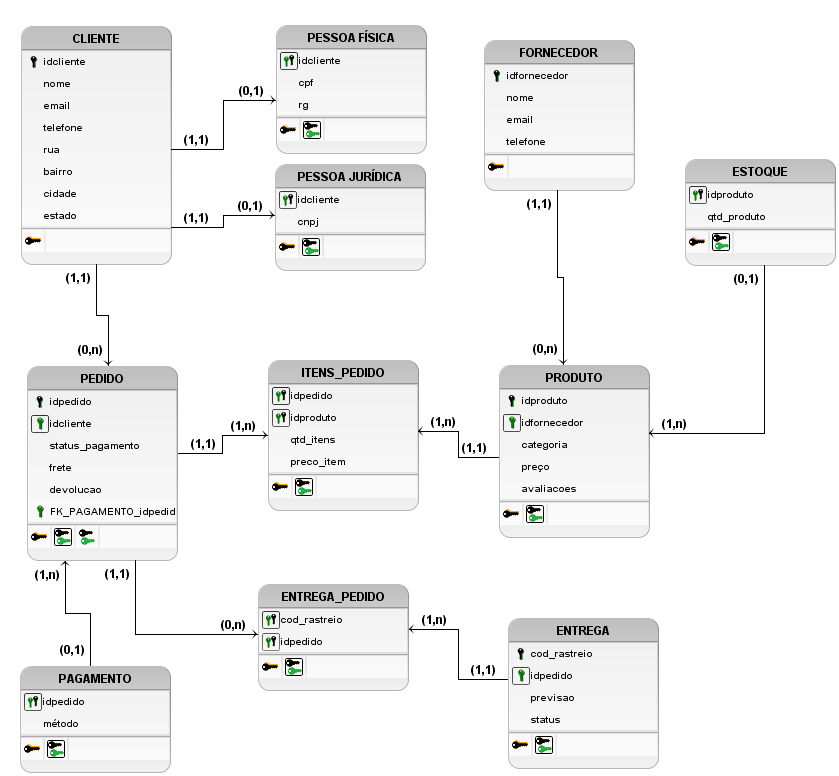 CLIENTE
idcliente
nome
email
telefone
rua
bairro
cidade
estado
(1,1)
(0,1)
(1,1)
(0,1)
(1,1)
(0,n)
PESSOA FÍSICA
idcliente
cpf
rg
PESSOA JURÍDICA
idcliente
cnpj
FORNECEDOR
idfornecedor
nome
email
telefone
(1,1)
(0,n)
ESTOQUE
idproduto
qtd_produto
(0,1)
(1,n)
PEDIDO
idpedido
idcliente
status_pagamento
frete
devolucao
FK_PAGAMENTO_idpedid
(1,1)
(1,n)
ITENS_PEDIDO
idpedido
idproduto
qtd_itens
preco_item
(1,n)
(1,1)
PRODUTO
idproduto
idfornecedor
categoria
preço
avaliacoes
(1,n)
(1,1)
(0,1)
(0,n)
ENTREGA_PEDIDO
cod_rastreio
idpedido
(1,n)
(1,1)
ENTREGA
cod_rastreio
idpedido
previsao
status
PAGAMENTO
idpedido
método